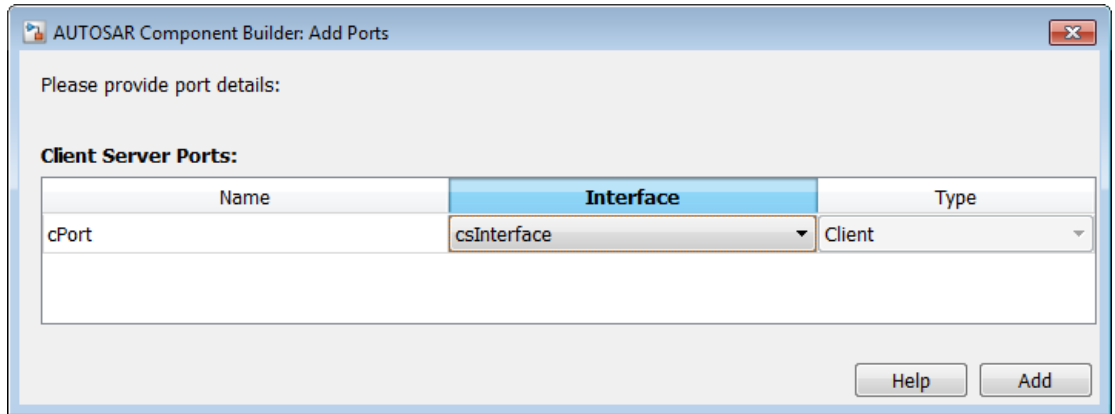 AUTOSAR Component Builder: Add Ports
Please provide port details:
Client Server Ports:
Name Interface Type
cPort csInterface Client
Help Add